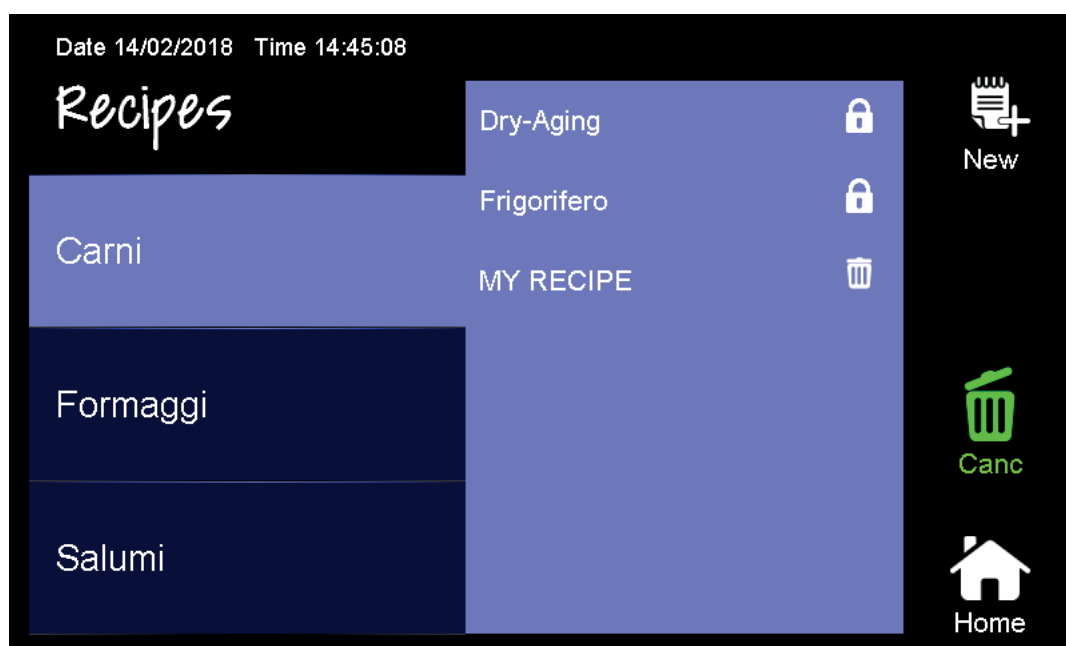 Date 14/02/2018 Time 14:45:08
Recipes
Carni
Formaggi
Salumi
Dry-Aging
Frigorifero
MY RECIPE
New
Canc
Home